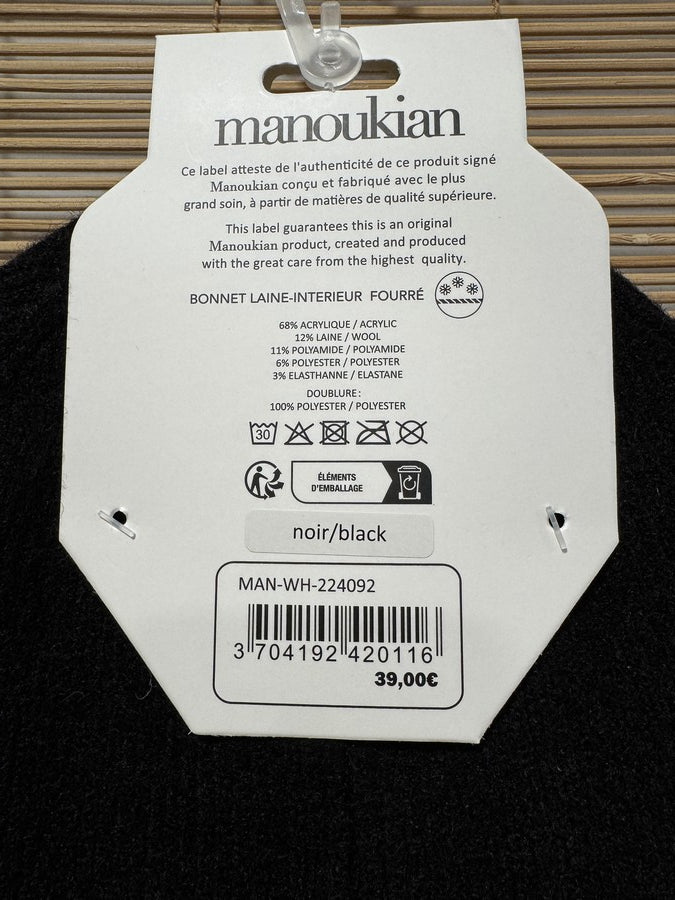 manoukian
Ce label atteste de l'authenticité de ce produit signé
Manoukian conçu et fabriqué avec le plus
grand soin, à partir de matières de qualité supérieure.
This label guarantees this is an original
Manoukian product, created and produced
with the great care from the highest quality.
BONNET LAINE-INTERIEUR FOURRÉ
68% ACRYLIQUE / ACRYLIC
12% LAINE / WOOL
11% POLYAMIDE / POLYAMIDE
6% POLYESTER / POLYESTER
3% ELASTHANNE / ELASTANE
DOUBLURE :
100% POLYESTER / POLYESTER
30
ÉLÉMENTS
D'EMBALLAGE
noir/black
MAN-WH-224092
3 704192 420116
39,00€